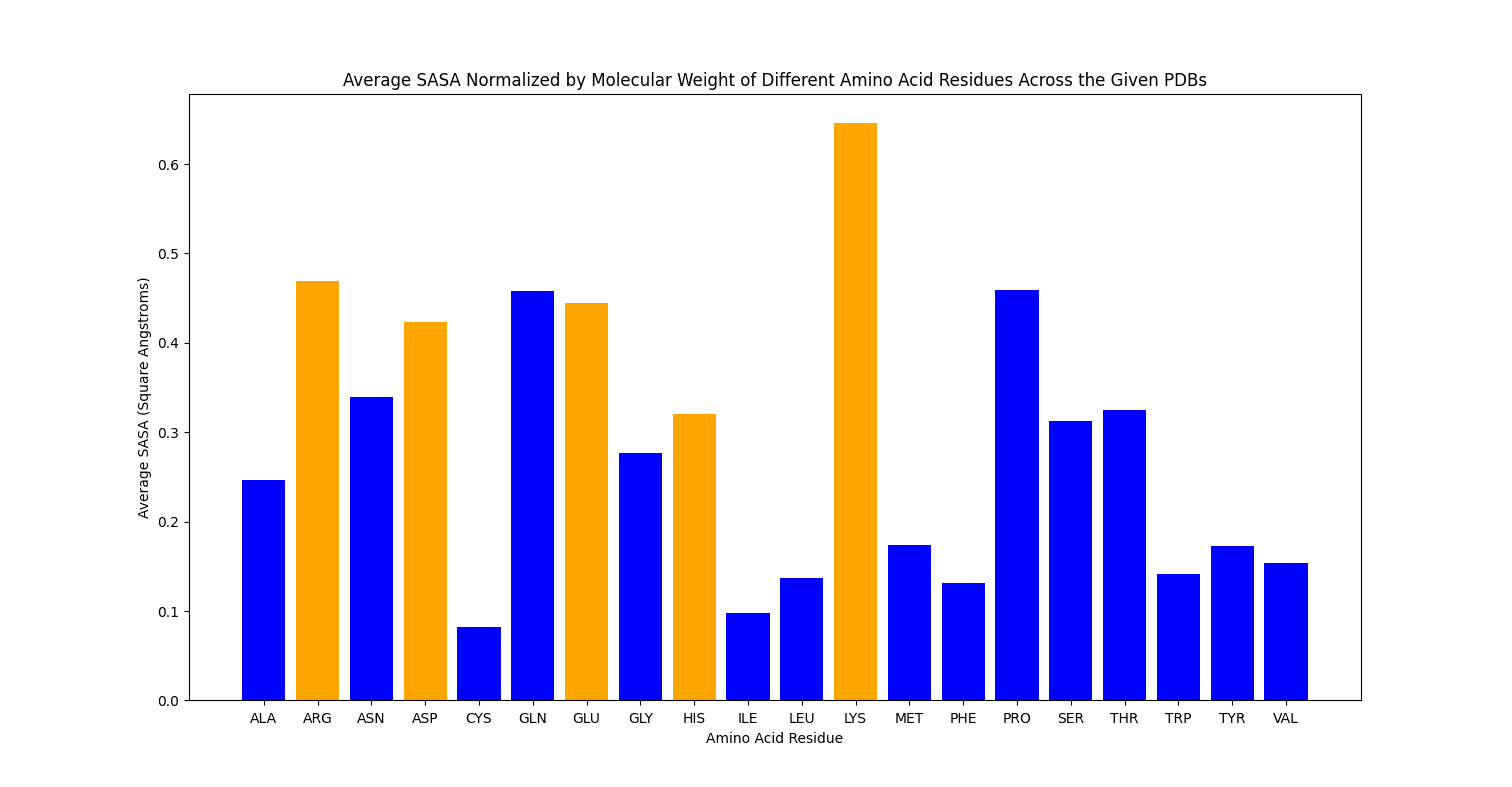 Average SASA Normalized by Molecular Weight of Different Amino Acid Residues Across the Given PDBs
Average SASA (Square Angstroms)
0.6
0.5
0.4
0.3
0.2
0.1
0.0
ALA ARG ASN ASP CYS GLN GLU GLY HIS ILE LEU LYS MET PHE PRO SER THR TRP TYR VAL
Amino Acid Residue